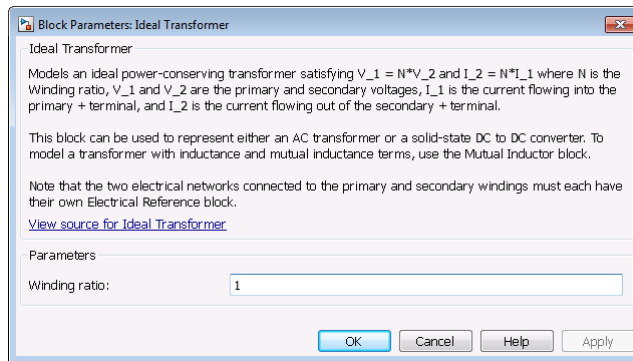 Block Parameters: Ideal Transformer
Ideal Transformer
Models an ideal power-conserving transformer satisfying V_1 = N*V_2 and I_2 = N*I_1 where N is the
Winding ratio, V_1 and V_2 are the primary and secondary voltages, I_1 is the current flowing into the
primary + terminal, and I_2 is the current flowing out of the secondary + terminal.
This block can be used to represent either an AC transformer or a solid-state DC to DC converter. To
model a transformer with inductance and mutual inductance terms, use the Mutual Inductor block.
Note that the two electrical networks connected to the primary and secondary windings must each have
their own Electrical Reference block.
View source for Ideal Transformer
Parameters
Winding ratio: 1
OK Cancel Help Apply